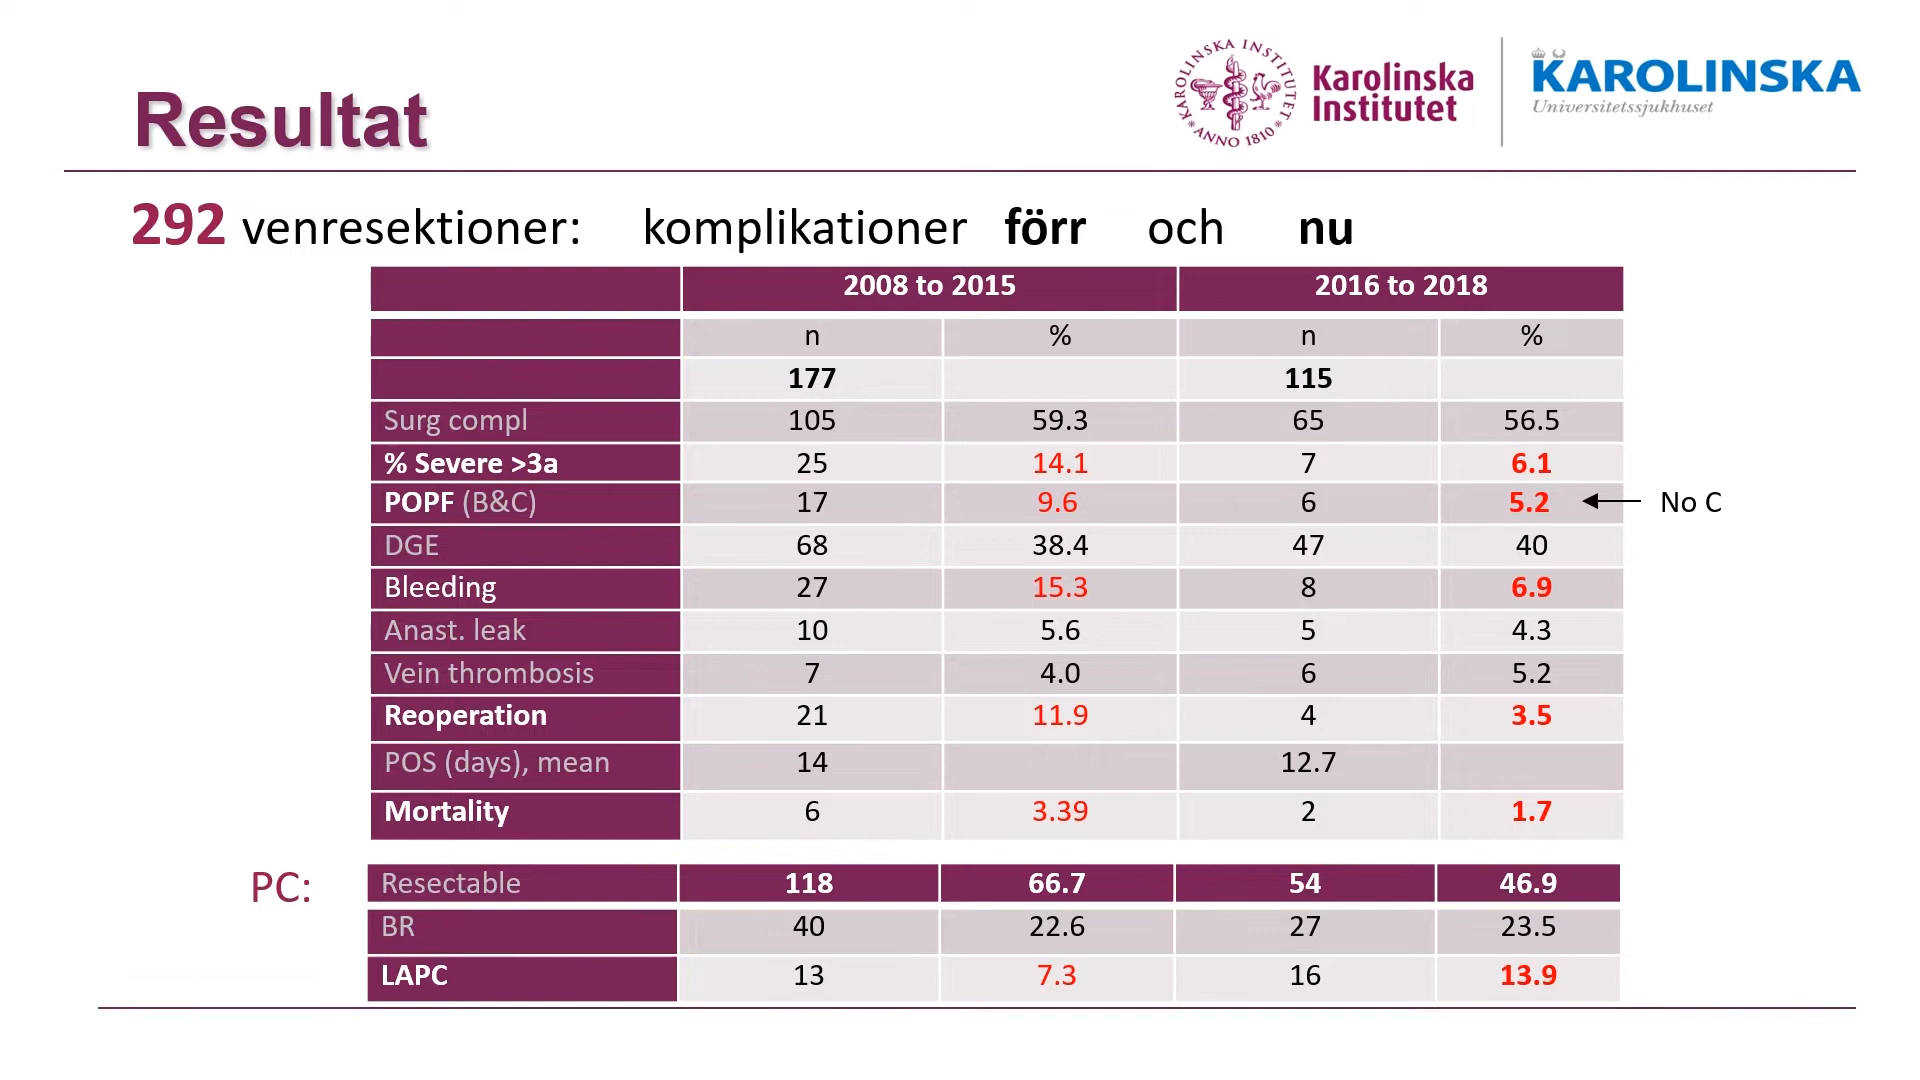 Resultat
KAROLINSKA INSTITUTET
ANNO 1810
Karolinska
Institutet
KAROLINSKA
Universitetssjukhuset
292 venresektioner: komplikationer förr och nu
2008 to 2015 2016 to 2018
n % n %
177 115
Surg compl 105 59.3 65 56.5
% Severe >3a 25 14.1 7 6.1
POPF (B&C) 17 9.6 6 5.2 No C
DGE 68 38.4 47 40
Bleeding 27 15.3 8 6.9
Anast. leak 10 5.6 5 4.3
Vein thrombosis 7 4.0 6 5.2
Reoperation 21 11.9 4 3.5
POS (days), mean 14 12.7
Mortality 6 3.39 2 1.7
PC: Resectable 118 66.7 54 46.9
BR 40 22.6 27 23.5
LAPC 13 7.3 16 13.9